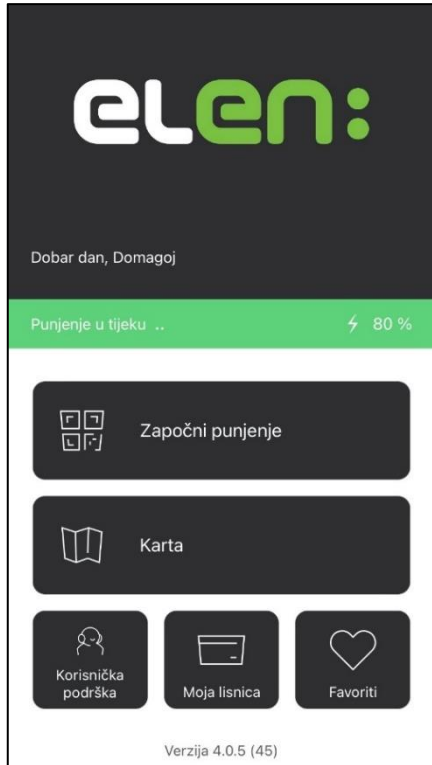 elen:
Dobar dan, Domagoj
Punjenje u tijeku .. 80 %
Započni punjenje
Karta
Korisnička
podrška
Moja lisnica
Favoriti
Verzija 4.0.5 (45)